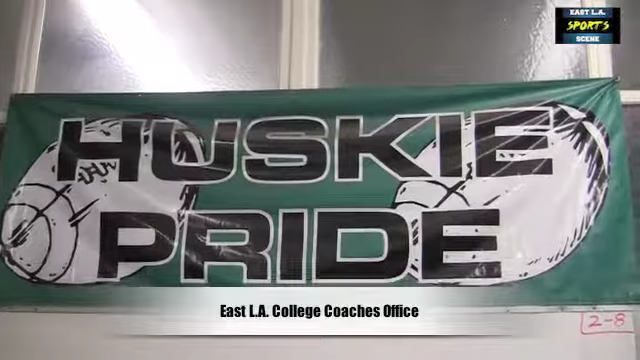 EAST L.A.
SPORTS
SCENE
HUSKIE
PRIDE
East L.A. College Coaches Office
2-8